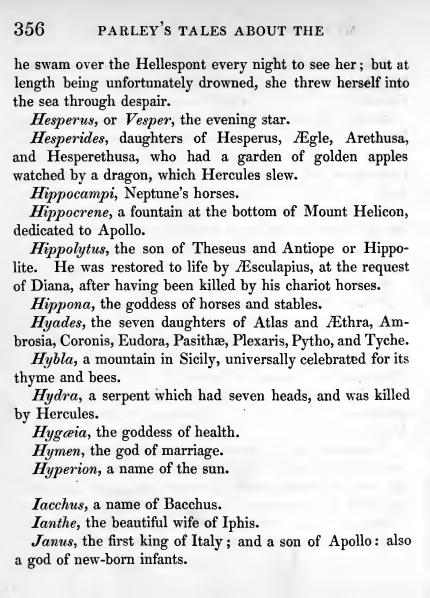 356 PARLEY'S TALES ABOUT THE
he swam over the Hellespont every night to see her; but at
length being unfortunately drowned, she threw herself into
the sea through despair.
Hesperus, or Vesper, the evening star.
Hesperides, daughters of Hesperus, Ægle, Arethusa,
and Hesperethusa, who had a garden of golden apples
watched by a dragon, which Hercules slew.
Hippocampi, Neptune's horses.
Hippocrene, a fountain at the bottom of Mount Helicon,
dedicated to Apollo.
Hippolytus, the son of Theseus and Antiope or Hippo-
lite. He was restored to life by Æsculapius, at the request
of Diana, after having been killed by his chariot horses.
Hippona, the goddess of horses and stables.
Hyades, the seven daughters of Atlas and Æthra, Am-
brosia, Coronis, Eudora, Pasithæ, Plexaris, Pytho, and Tyche.
Hybla, a mountain in Sicily, universally celebrated for its
thyme and bees.
Hydra, a serpent which had seven heads, and was killed
by Hercules.
Hygœia, the goddess of health.
Hymen, the god of marriage.
Hyperion, a name of the sun.
Iacchus, a name of Bacchus.
Ianthe, the beautiful wife of Iphis.
Janus, the first king of Italy; and a son of Apollo: also
a god of new-born infants.